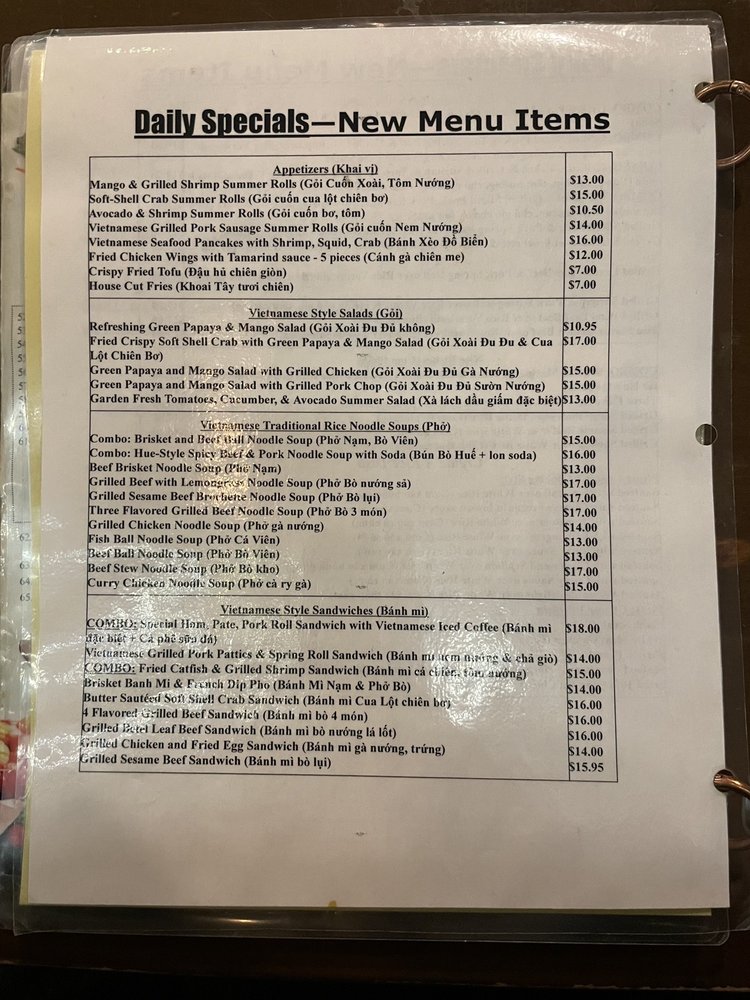 Daily Specials—New Menu Items
Appetizers (Khai vị)
Mango & Grilled Shrimp Summer Rolls (Gỏi Cuốn Xoài, Tôm Nướng) $13.00
Soft-Shell Crab Summer Rolls (Gỏi cuốn cua lột chiên bơ) $15.00
Avocado & Shrimp Summer Rolls (Gỏi cuốn bơ, tôm) $10.50
Vietnamese Grilled Pork Sausage Summer Rolls (Gỏi cuốn Nem Nướng) $14.00
Vietnamese Seafood Pancakes with Shrimp, Squid, Crab (Bánh Xèo Đồ Biển) $16.00
Fried Chicken Wings with Tamarind sauce - 5 pieces (Cánh gà chiên me) $12.00
Crispy Fried Tofu (Đậu hủ chiên giòn) $7.00
House Cut Fries (Khoai Tây tươi chiên) $7.00
Vietnamese Style Salads (Gỏi)
Refreshing Green Papaya & Mango Salad (Gỏi Xoài Đu Đủ không) $10.95
Fried Crispy Soft Shell Crab with Green Papaya & Mango Salad (Gỏi Xoài Đu Đu & Cua $17.00
Lột Chiên Bơ)
Green Papaya and Mango Salad with Grilled Chicken (Gỏi Xoài Đu Đủ Gà Nướng) $15.00
Green Papaya and Mango Salad with Grilled Pork Chop (Gỏi Xoài Đu Đủ Sườn Nướng) $15.00
Garden Fresh Tomatoes, Cucumber, & Avocado Summer Salad (Xà lách dầu giấm đặc biệt) $13.00
Vietnamese Traditional Rice Noodle Soups (Phở)
Combo: Brisket and Beef Ball Noodle Soup (Phở Nạm, Bò Viên) $15.00
Combo: Hue-Style Spicy Beef & Pork Noodle Soup with Soda (Bún Bò Huế + lon soda) $16.00
Beef Brisket Noodle Soup (Phở Nạm) $13.00
Grilled Beef with Lemongrass Noodle Soup (Phở Bò nướng sả) $17.00
Grilled Sesame Beef Brochette Noodle Soup (Phở Bò lụi) $17.00
Three Flavored Grilled Beef Noodle Soup (Phở Bò 3 món) $17.00
Grilled Chicken Noodle Soup (Phở gà nướng) $14.00
Fish Ball Noodle Soup (Phở Cá Viên) $13.00
Beef Ball Noodle Soup (Phở Bò Viên) $13.00
Beef Stew Noodle Soup (Phở Bò kho) $17.00
Curry Chicken Noodle Soup (Phở cà ry gà) $15.00
Vietnamese Style Sandwiches (Bánh mì)
COMBO: Special Ham, Pate, Pork Roll Sandwich with Vietnamese Iced Coffee (Bánh mì $18.00
đặc biệt + Cà phê sữa đá)
Vietnamese Grilled Pork Pattics & Spring Roll Sandwich (Bánh mì nem nướng & chả giò) $14.00
COMBO: Fried Catfish & Grilled Shrimp Sandwich (Bánh mì cá chiên, tôm nướng) $15.00
Brisket Banh Mi & French Dip Pho (Bánh Mì Nạm & Phở Bò) $14.00
Butter Sautéed Soft Shell Crab Sandwich (Bánh mì Cua Lột chiên bơ) $16.00
4 Flavored Grilled Beef Sandwich (Bánh mì bò 4 món) $16.00
Grilled Betel Leaf Beef Sandwich (Bánh mì bò nướng lá lốt) $16.00
Grilled Chicken and Fried Egg Sandwich (Bánh mì gà nướng, trứng) $14.00
Grilled Sesame Beef Sandwich (Bánh mì bò lụi) $15.95